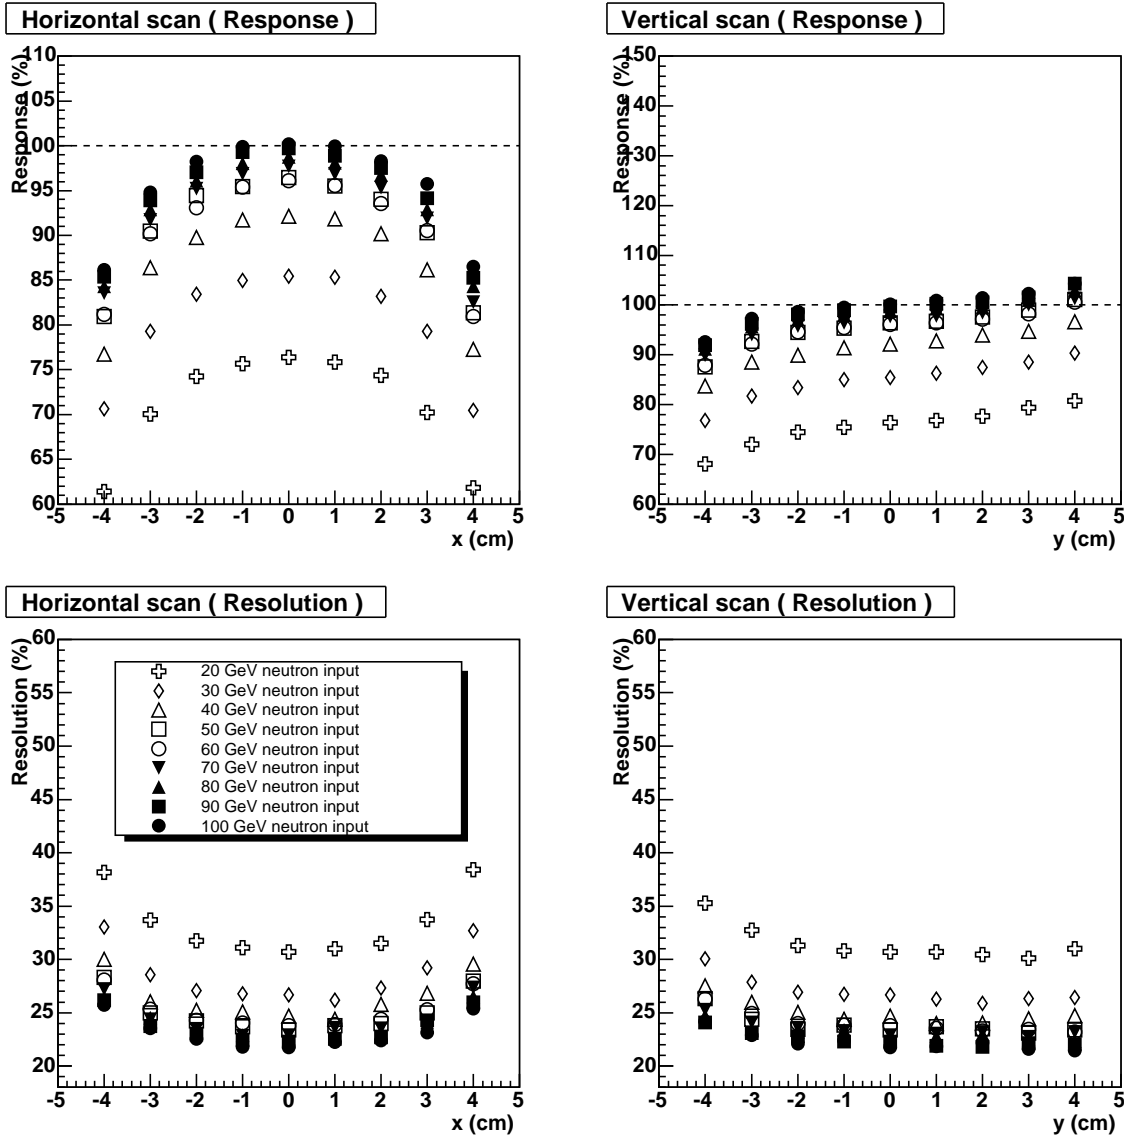 Horizontal scan ( Response )
Response (%)
110
105
100
95
90
85
80
75
70
65
60
-5 -4 -3 -2 -1 0 1 2 3 4 5
x (cm)
Vertical scan ( Response )
Response (%)
150
140
130
120
110
100
90
80
70
60
-5 -4 -3 -2 -1 0 1 2 3 4 5
y (cm)
Horizontal scan ( Resolution )
Resolution (%)
60
55
50
45
40
35
30
25
20
20 GeV neutron input
30 GeV neutron input
40 GeV neutron input
50 GeV neutron input
60 GeV neutron input
70 GeV neutron input
80 GeV neutron input
90 GeV neutron input
100 GeV neutron input
-5 -4 -3 -2 -1 0 1 2 3 4 5
x (cm)
Vertical scan ( Resolution )
Resolution (%)
60
55
50
45
40
35
30
25
20
-5 -4 -3 -2 -1 0 1 2 3 4 5
y (cm)